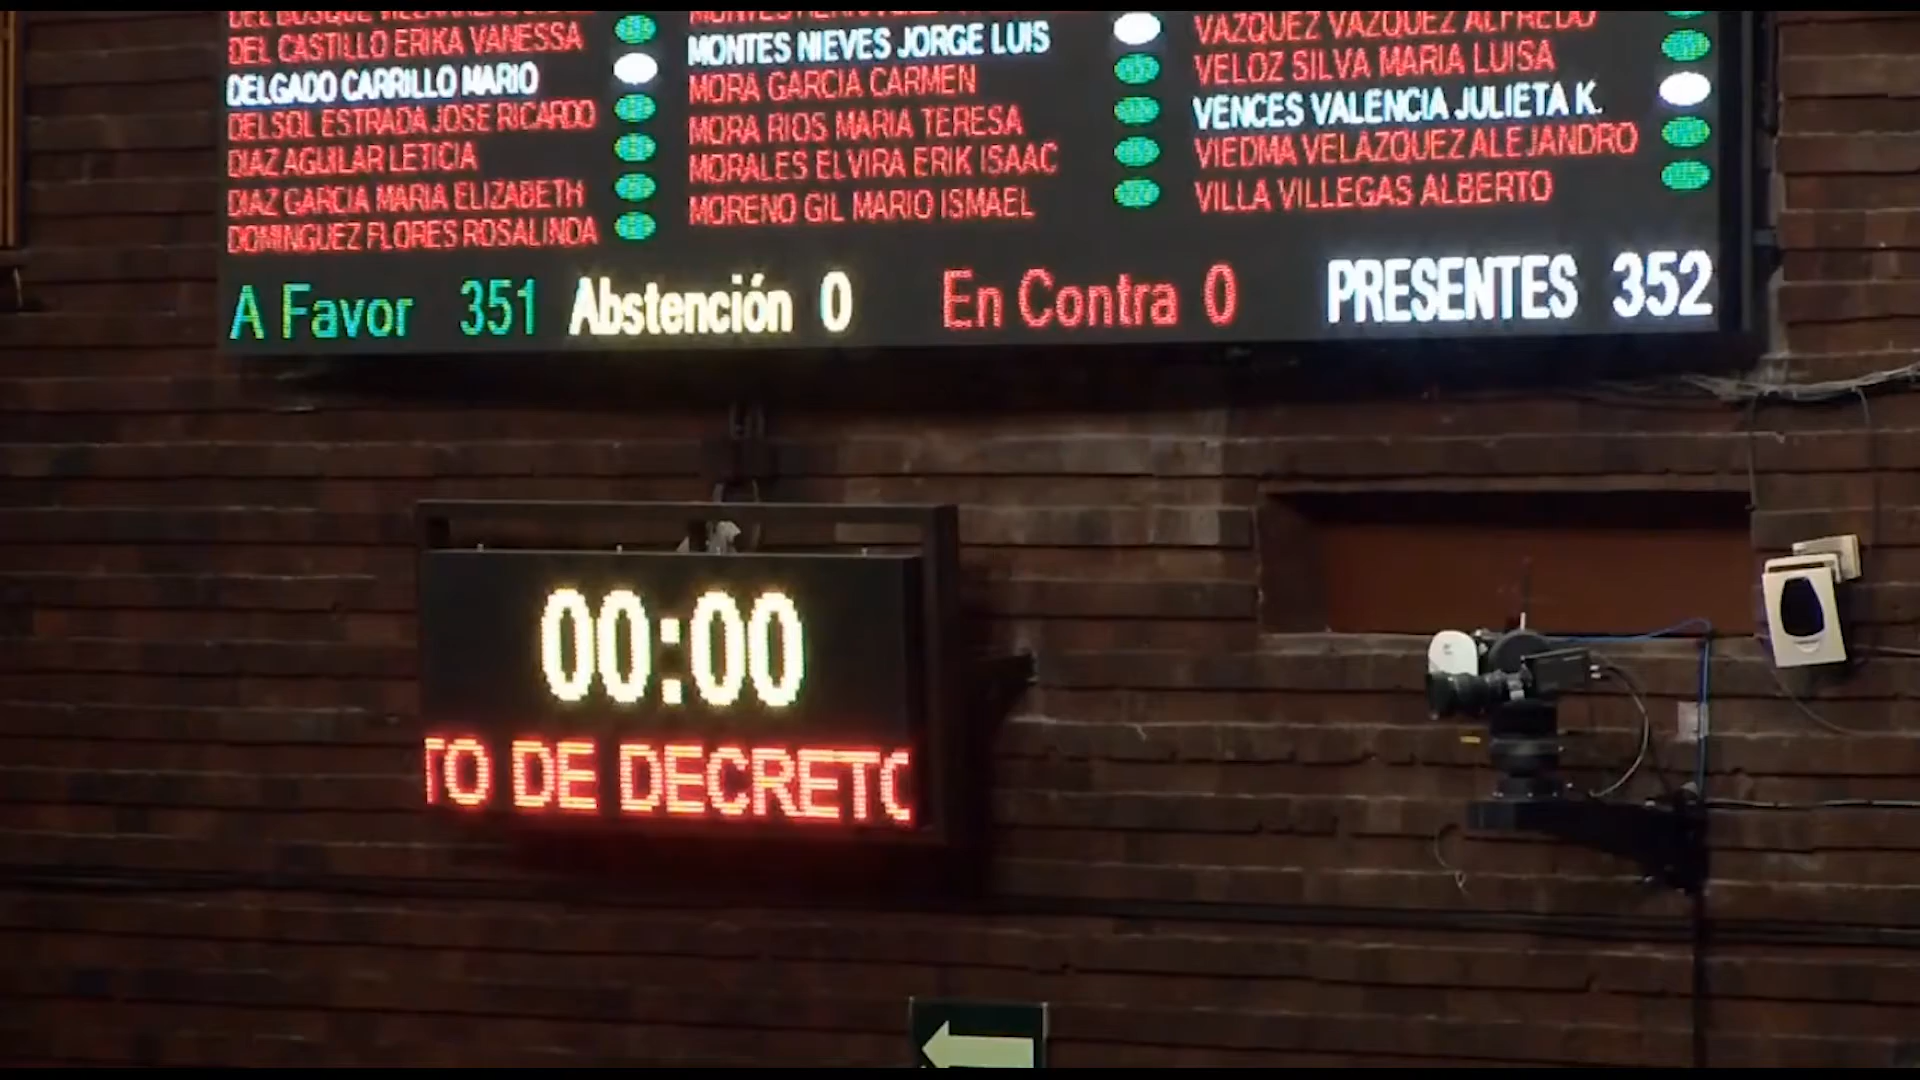 DEL CASTILLO ERIKA VANESSA
DELGADO CARRILLO MARIO
DELSOL ESTRADA JOSE RICARDO
DIAZ AGUILAR LETICIA
DIAZ GARCIA MARIA ELIZABETH
DOMINGUEZ FLORES ROSALINDA
MONTES NIEVES JORGE LUIS
MORA GARCIA CARMEN
MORA RIOS MARIA TERESA
MORALES ELVIRA ERIK ISAAC
MORENO GIL MARIO ISMAEL
VAZQUEZ VAZQUEZ ALFREDO
VELOZ SILVA MARIA LUISA
VENCES VALENCIA JULIETA K.
VIEDMA VELAZQUEZ ALEJANDRO
VILLA VILLEGAS ALBERTO
A Favor 351 Abstención 0 En Contra 0 PRESENTES 352
00:00
TO DE DECRETO